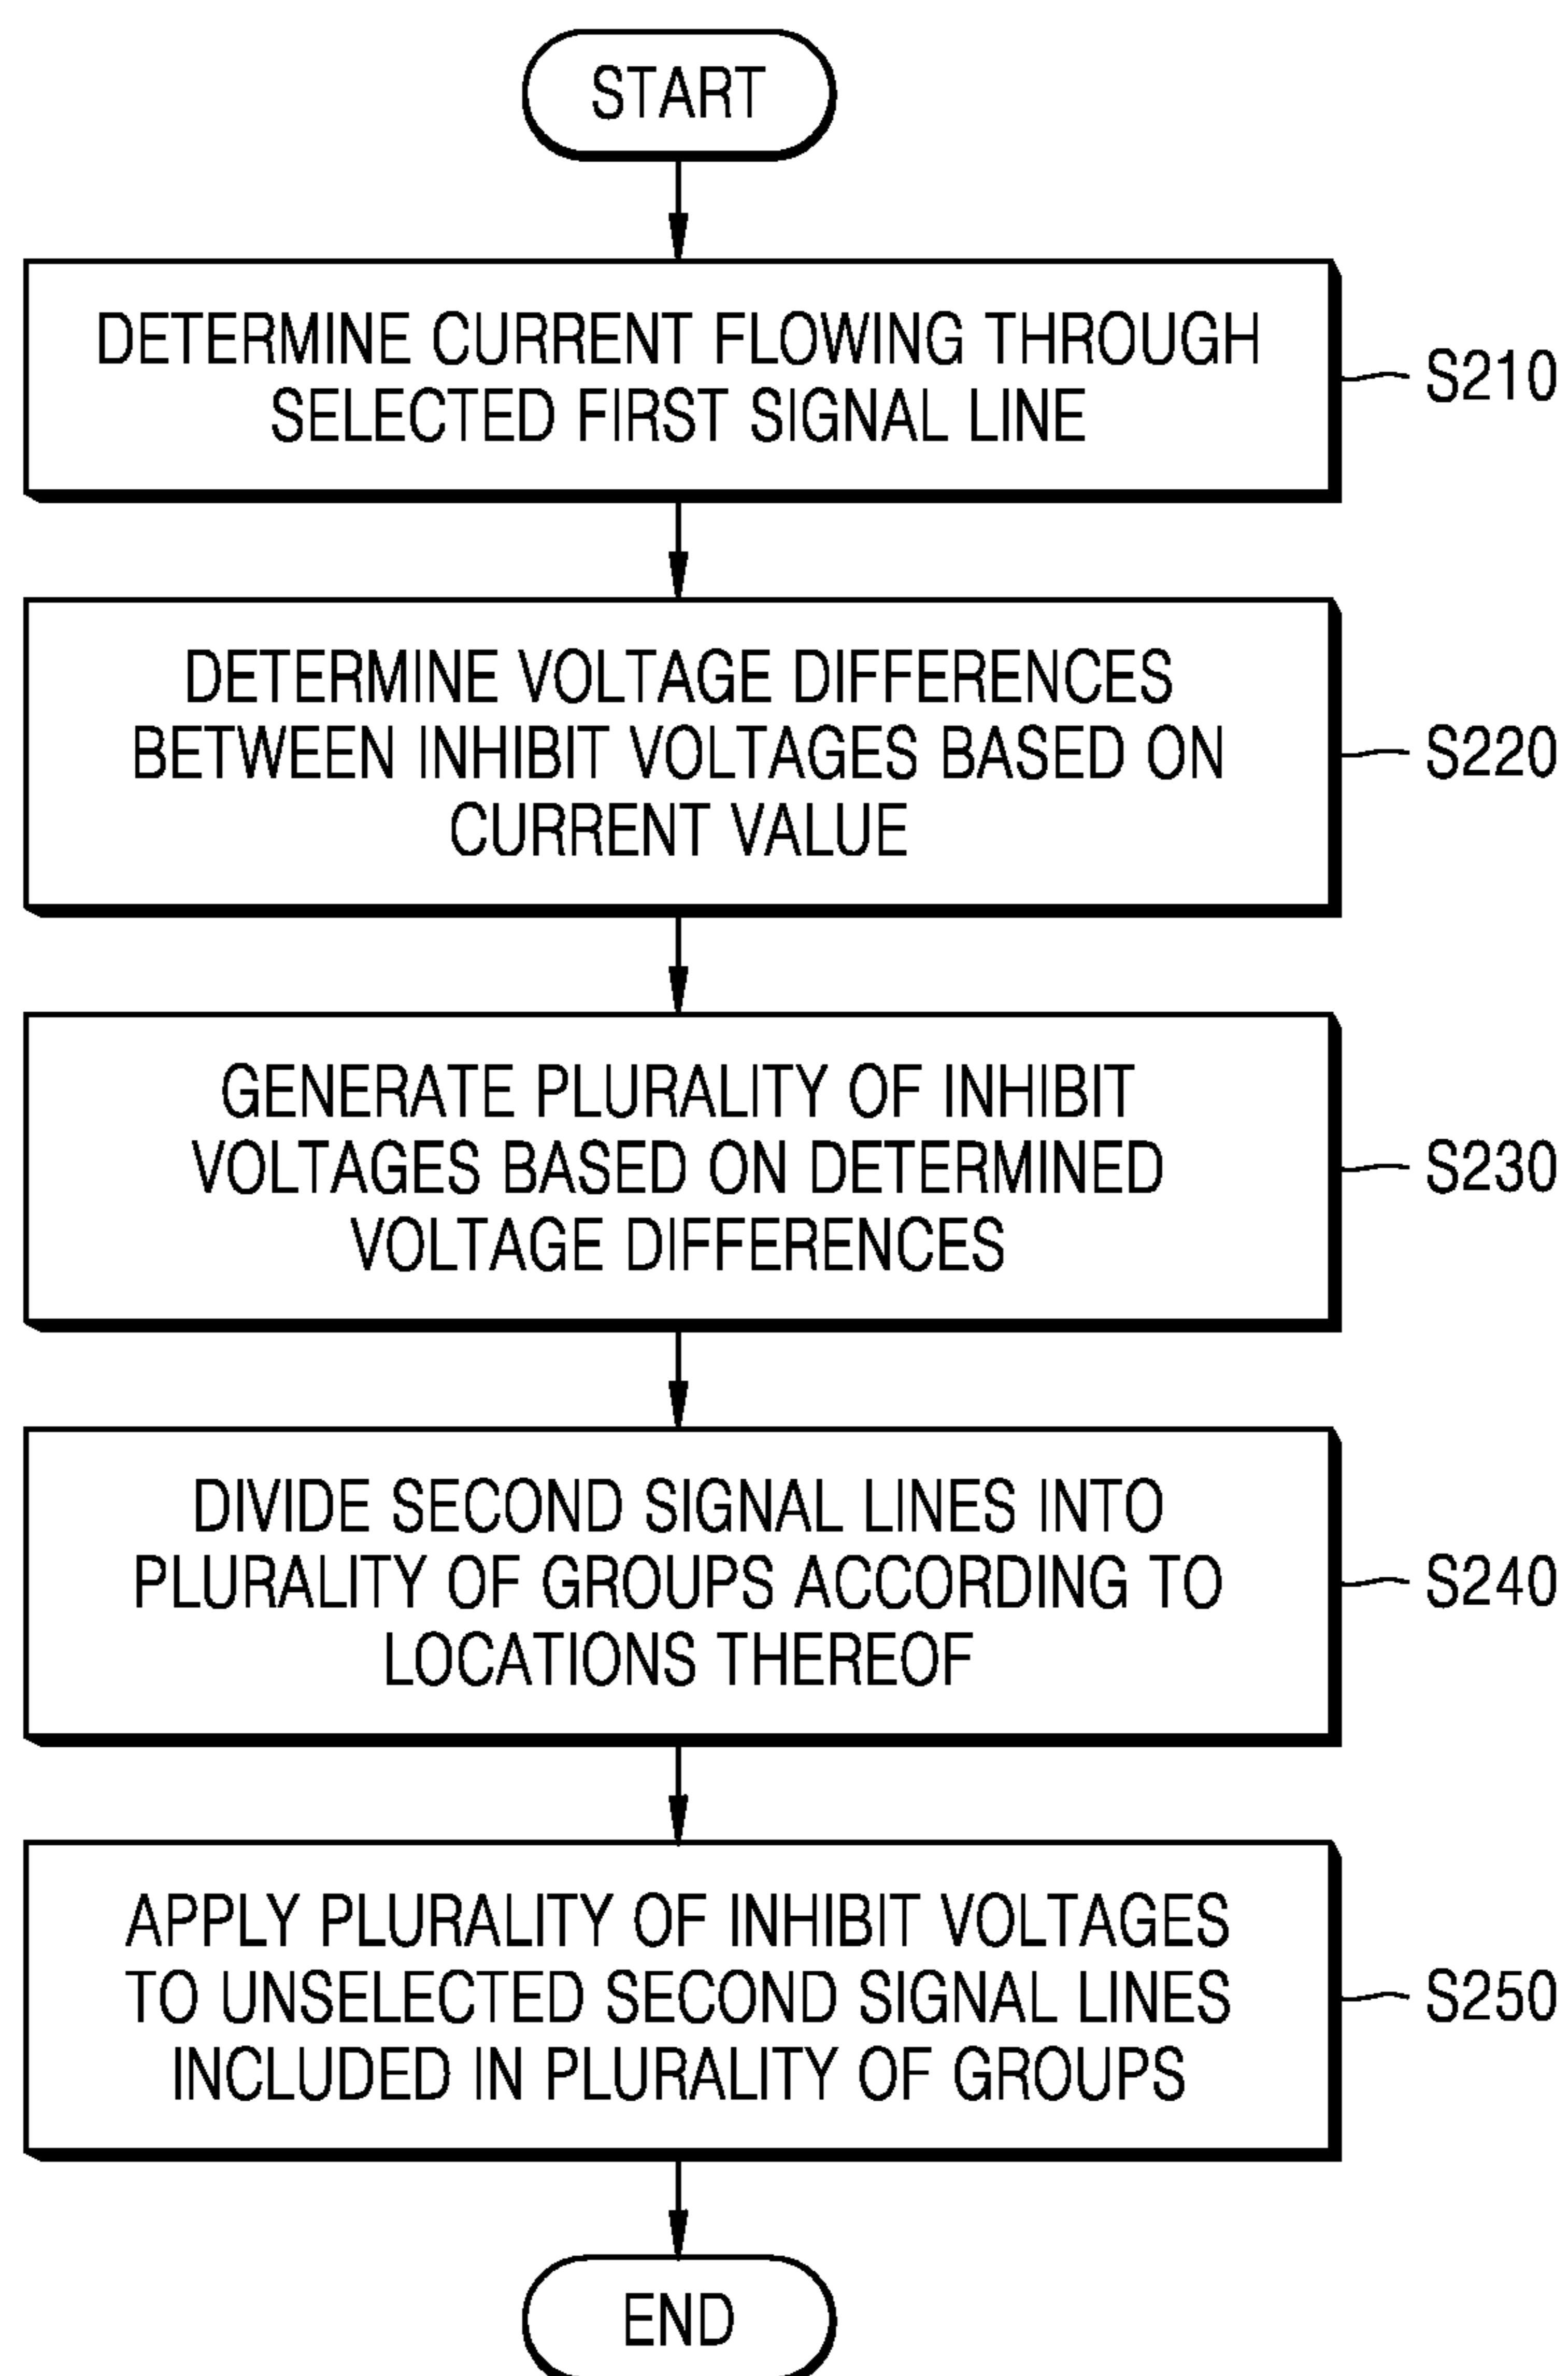 START
DETERMINE CURRENT FLOWING THROUGH
SELECTED FIRST SIGNAL LINE
S210
DETERMINE VOLTAGE DIFFERENCES
BETWEEN INHIBIT VOLTAGES BASED ON
CURRENT VALUE
S220
GENERATE PLURALITY OF INHIBIT
VOLTAGES BASED ON DETERMINED
VOLTAGE DIFFERENCES
S230
DIVIDE SECOND SIGNAL LINES INTO
PLURALITY OF GROUPS ACCORDING TO
LOCATIONS THEREOF
S240
APPLY PLURALITY OF INHIBIT VOLTAGES
TO UNSELECTED SECOND SIGNAL LINES
INCLUDED IN PLURALITY OF GROUPS
S250
END